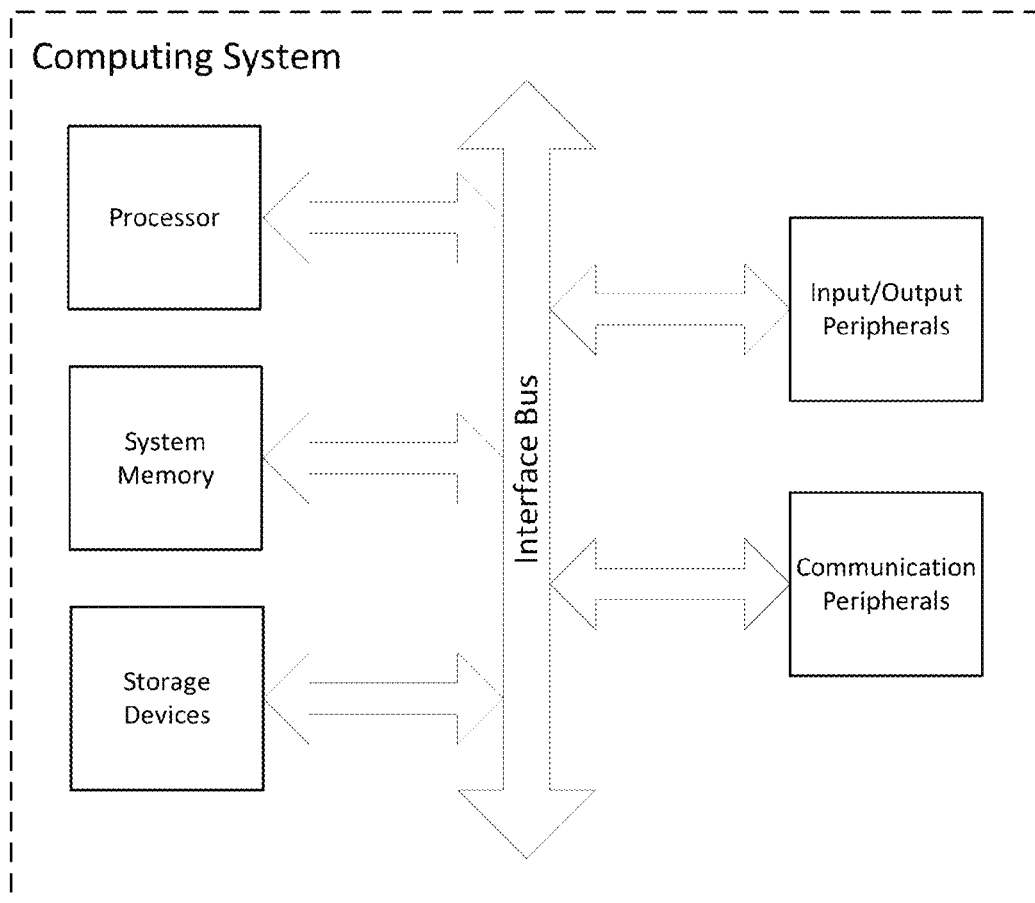 Computing System
Processor
Input/Output
Peripherals
System
Memory
Interface Bus
Communication
Peripherals
Storage
Devices